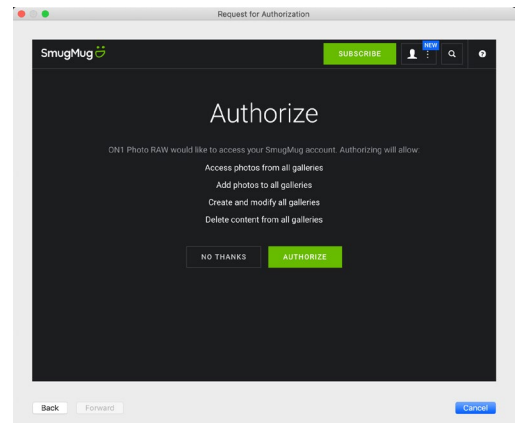 Request for Authorization
SmugMug
SUBSCRIBE
NEW
Authorize
ON1 Photo RAW would like to access your SmugMug account. Authorizing will allow:
Access photos from all galleries
Add photos to all galleries
Create and modify all galleries
Delete content from all galleries
NO THANKS
AUTHORIZE
Back
Forward
Cancel